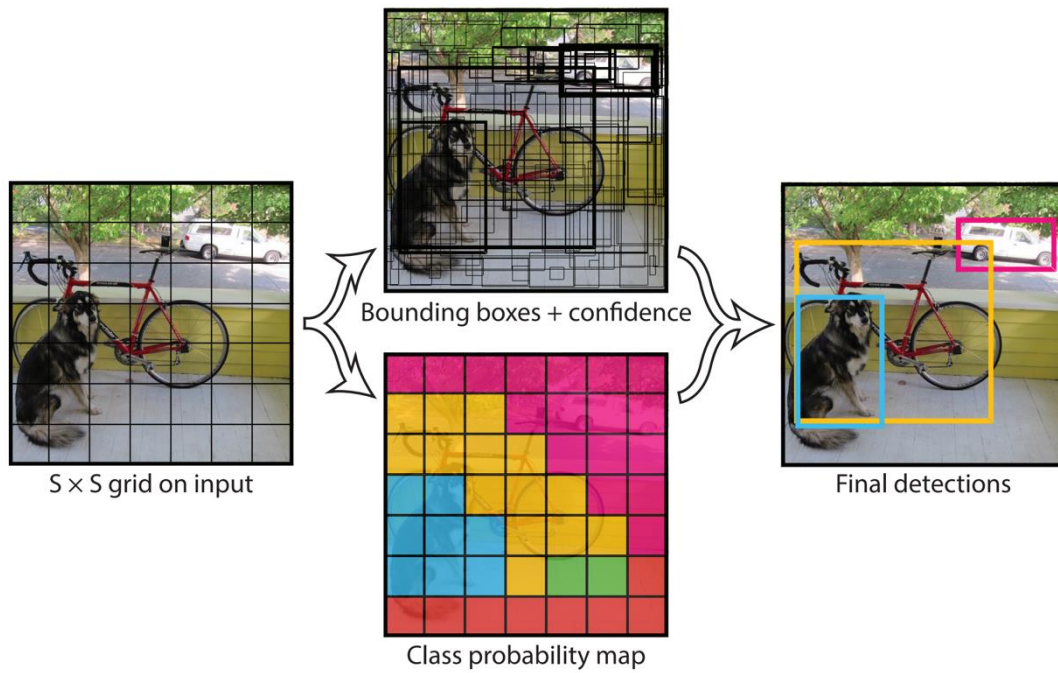 Bounding boxes + confidence
S × S grid on input
Final detections
Class probability map